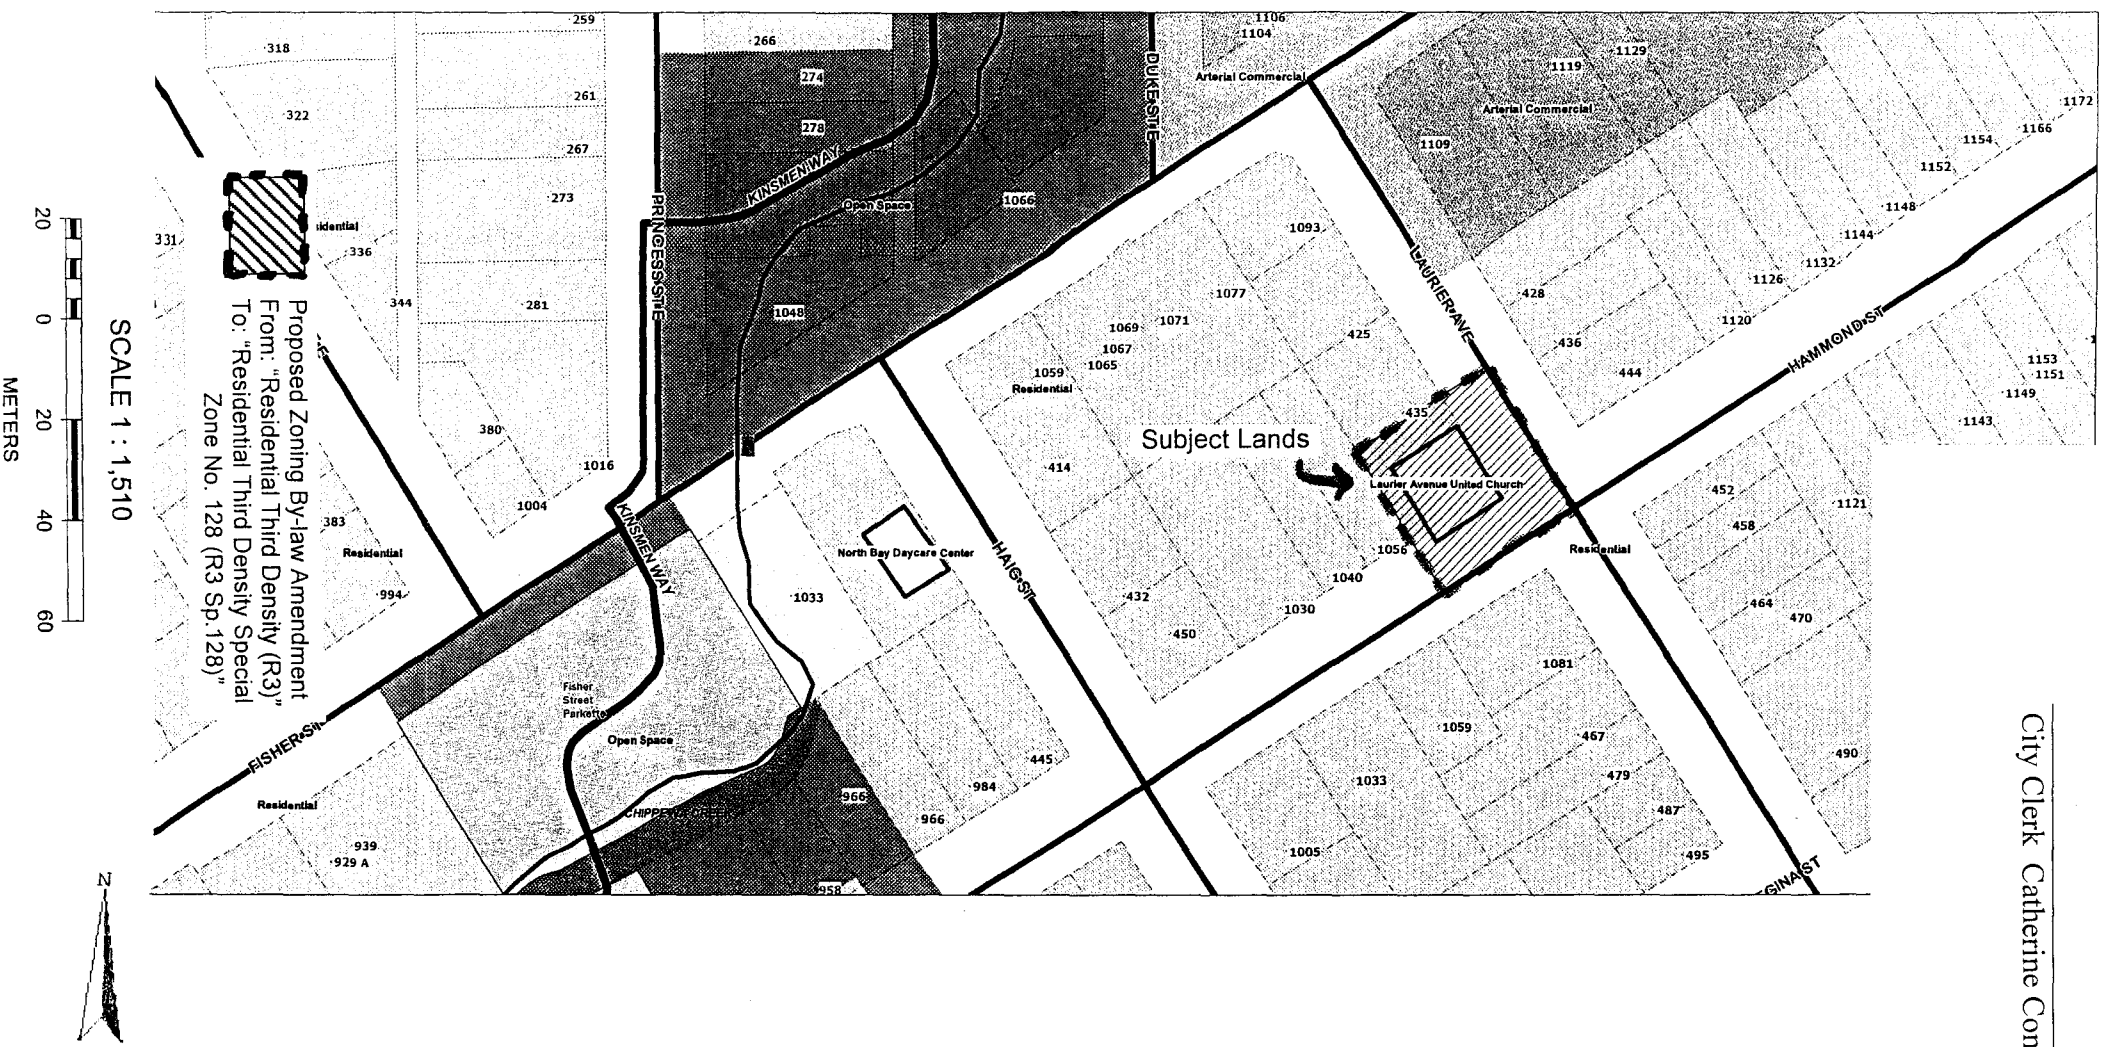 259
318
266
1106
1104
1129
1119
Arterial Commercial
274
261
322
DUKE ST E
Arterial Commercial
1172
278
267
1109
1154
1166
KINSMEN WAY
1152
273
PRINCESS ST E
Open Space
1066
1148
331
sidential
336
1093
1144
LAURIER AVE
1132
1126
344
281
1077
428
1048
1069
1071
1120
HAMMOND ST
1067
425
436
1065
1153
1151
1059
Residential
444
1149
435
1143
380
Subject Lands
1016
414
Laurier Avenue United Church
452
1004
458
1121
383
KINSMEN WAY
Residential
North Bay Daycare Center
HAIG ST
1056
Residential
1040
994
1033
432
1030
464
450
470
1081
Fisher
Street
Parkette
Open Space
1059
467
FISHER ST
490
445
1033
479
984
966
Residential
CHIPPEWA CREEK
966
487
939
929 A
1005
495
958
GINA ST
Proposed Zoning By-law Amendment
From: "Residential Third Density (R3)"
To: "Residential Third Density Special
Zone No. 128 (R3 Sp.128)"
SCALE 1 : 1,510
20 0 20 40 60
METERS
N
City Clerk Catherine Con